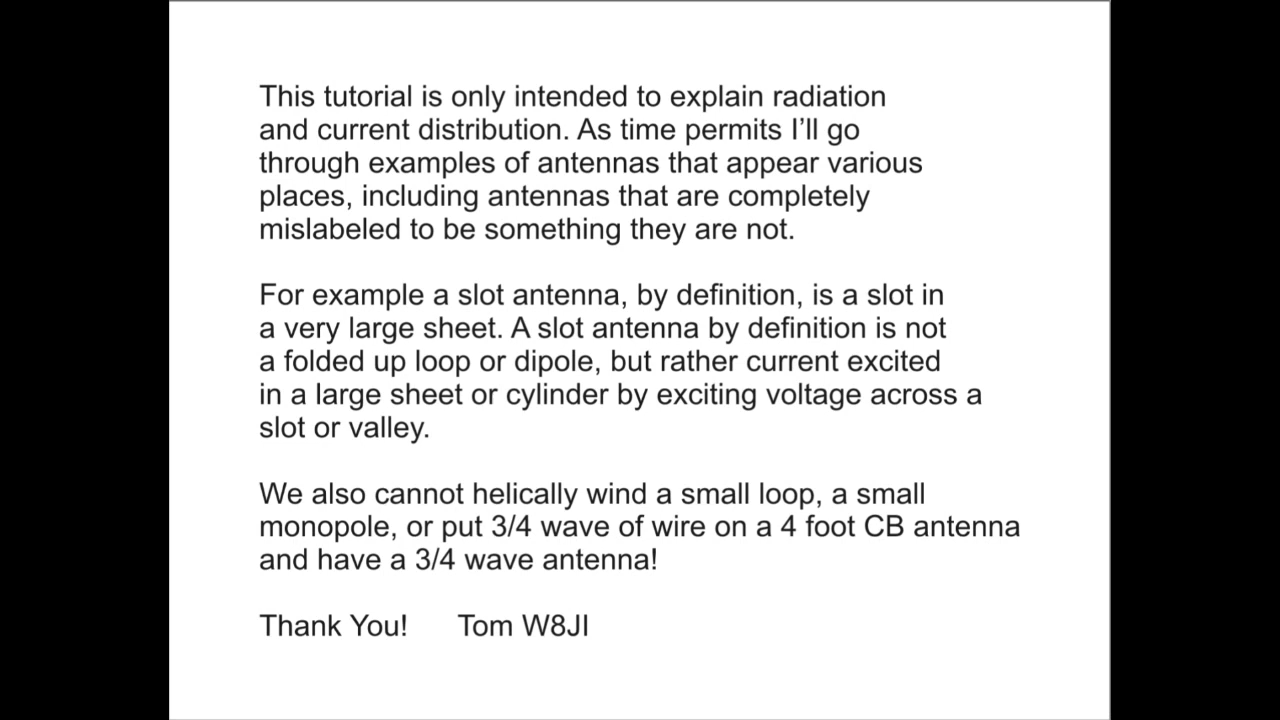 This tutorial is only intended to explain radiation
and current distribution. As time permits I’ll go
through examples of antennas that appear various
places, including antennas that are completely
mislabeled to be something they are not.
For example a slot antenna, by definition, is a slot in
a very large sheet. A slot antenna by definition is not
a folded up loop or dipole, but rather current excited
in a large sheet or cylinder by exciting voltage across a
slot or valley.
We also cannot helically wind a small loop, a small
monopole, or put 3/4 wave of wire on a 4 foot CB antenna
and have a 3/4 wave antenna!
Thank You! Tom W8JI